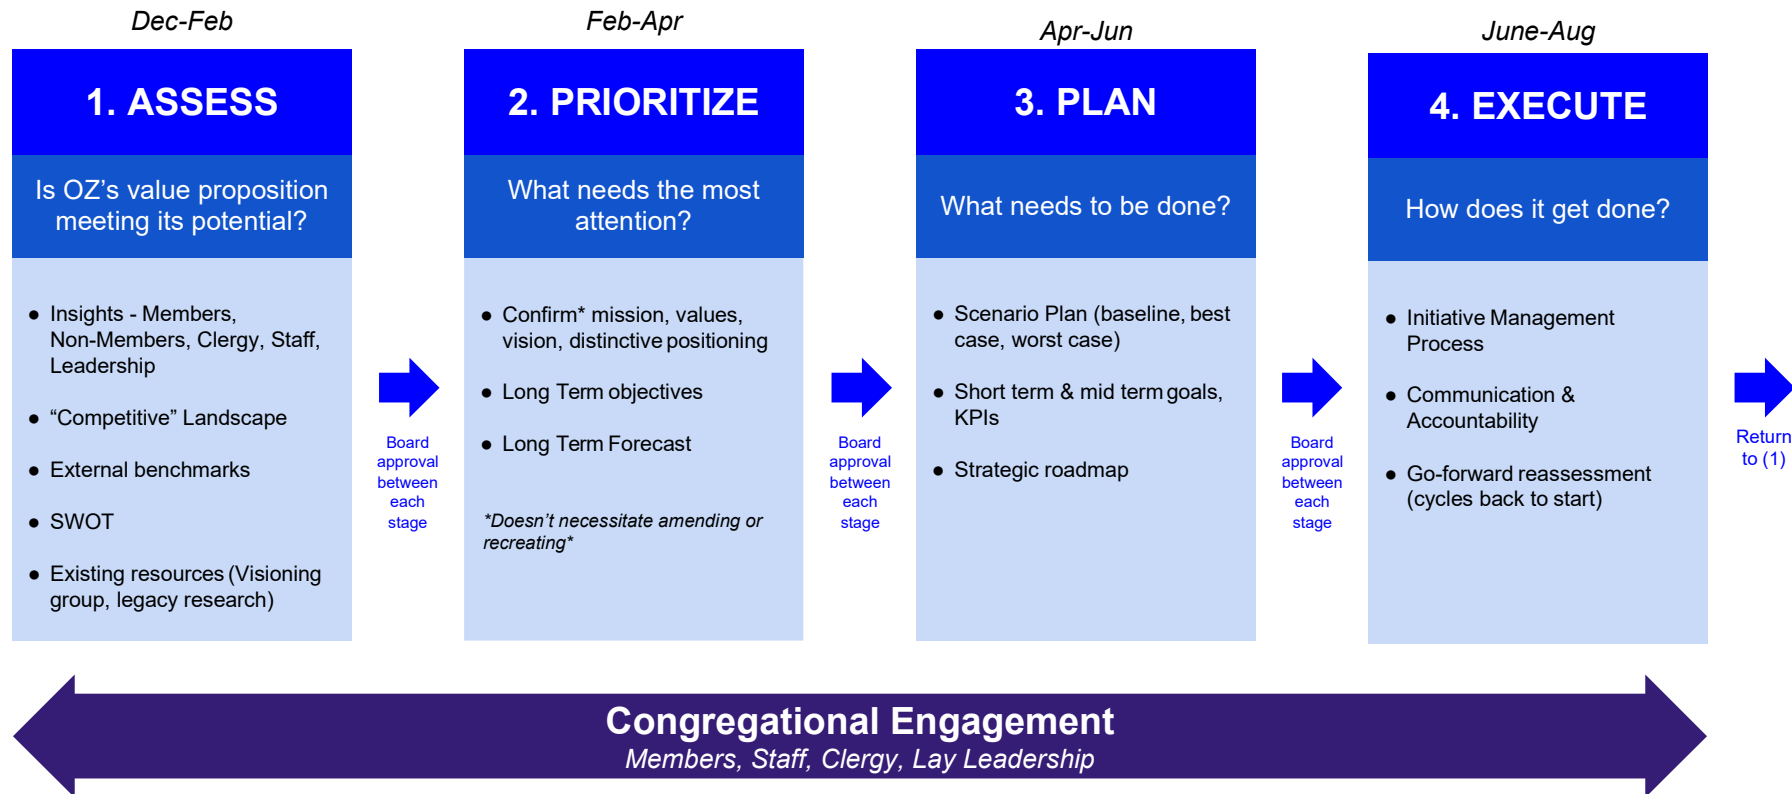 Dec-Feb
1. ASSESS
Is OZ’s value proposition
meeting its potential?
● Insights - Members,
Non-Members, Clergy, Staff,
Leadership
● “Competitive” Landscape
● External benchmarks
● SWOT
● Existing resources (Visioning
group, legacy research)
Board
approval
between
each
stage
Feb-Apr
2. PRIORITIZE
What needs the most
attention?
● Confirm* mission, values,
vision, distinctive positioning
● Long Term objectives
● Long Term Forecast
*Doesn’t necessitate amending or
recreating*
Board
approval
between
each
stage
Apr-Jun
3. PLAN
What needs to be done?
● Scenario Plan (baseline, best
case, worst case)
● Short term & mid term goals,
KPIs
● Strategic roadmap
Board
approval
between
each
stage
June-Aug
4. EXECUTE
How does it get done?
● Initiative Management
Process
● Communication &
Accountability
● Go-forward reassessment
(cycles back to start)
Return
to (1)
Congregational Engagement
Members, Staff, Clergy, Lay Leadership